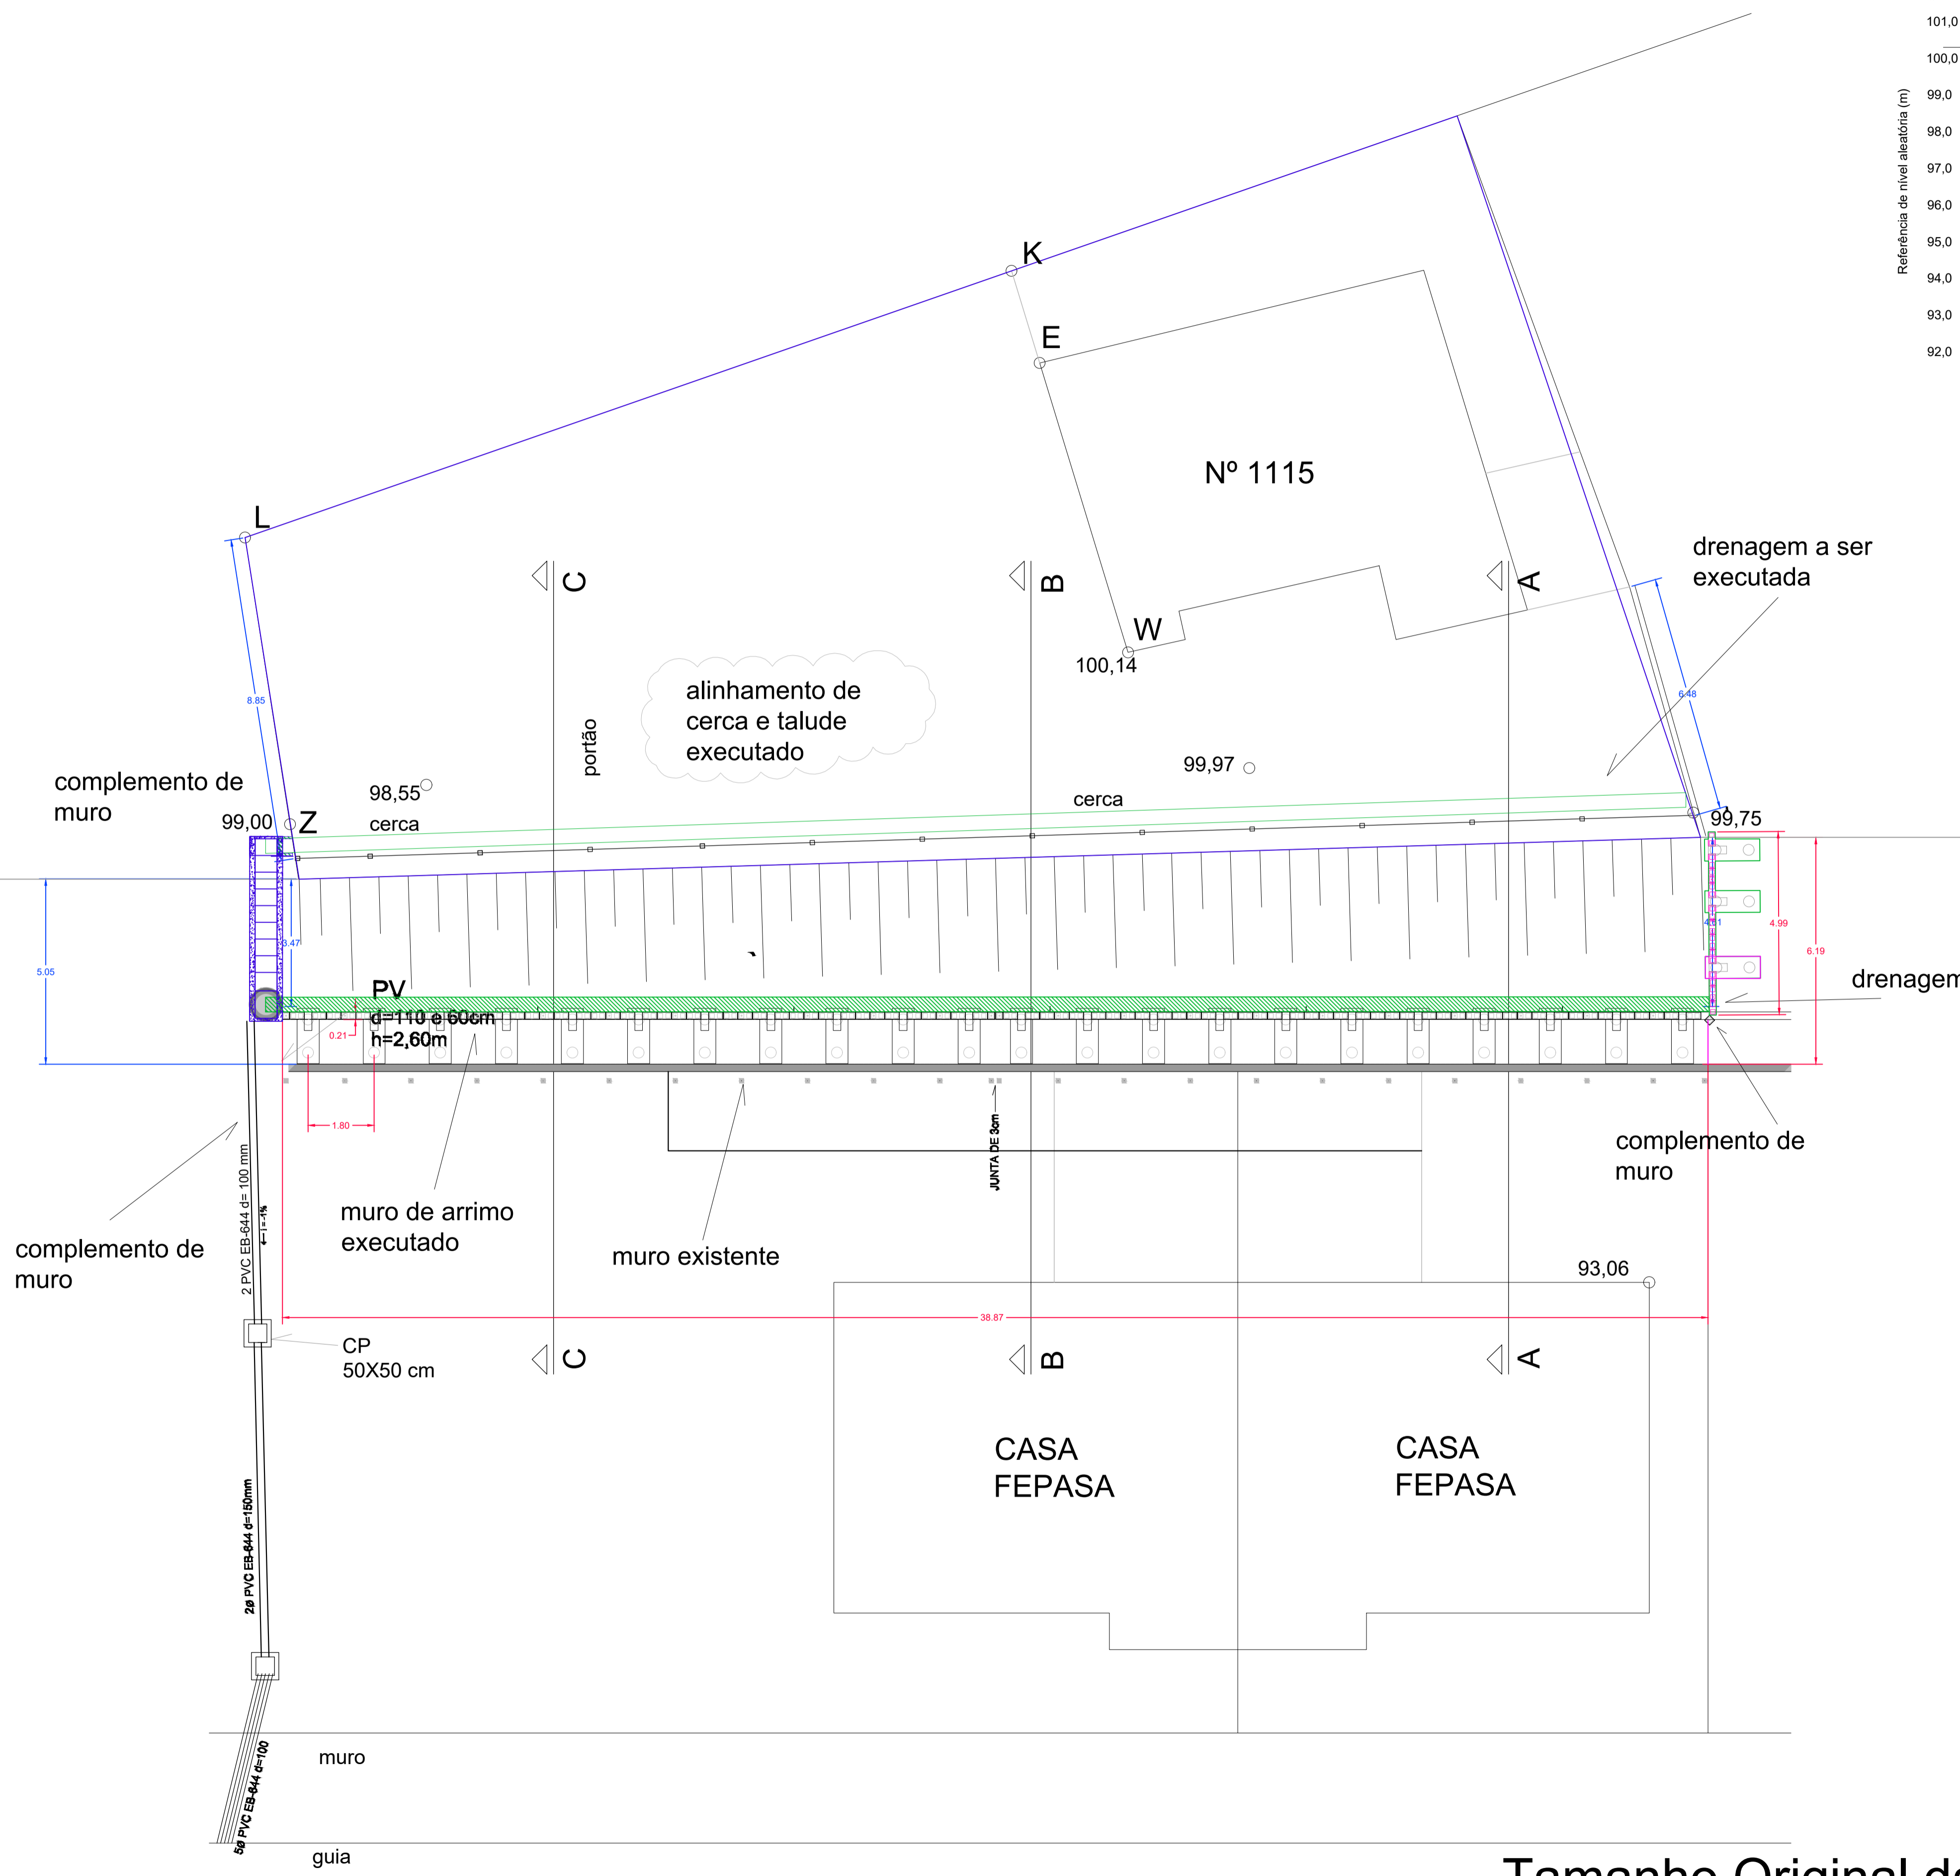 101,0
100,0
99,0
98,0
97,0
96,0
95,0
94,0
93,0
92,0
Referência de nível aleatória (m)
K
E
Nº 1115
L
C
B
A
drenagem a ser
executada
W
100,14
alinhamento de
cerca e talude
executado
portão
8.85
6.48
complemento de
muro
98,55
99,97
cerca
cerca
99,00
Z
99,75
3.47
4.99
6.19
5.05
PV
d=110 e 60cm
h=2,60m
0.21
drenagem
1.80
JUNTA DE 3cm
complemento de
muro
2 PVC EB-644 d= 100 mm
i = -1%
muro de arrimo
executado
muro existente
complemento de
muro
93,06
38.87
CP
50X50 cm
C
B
A
CASA
FEPASA
CASA
FEPASA
2ø PVC EB-644 d=150mm
muro
5ø PVC EB-644 d=100
guia
Tamanho Original de